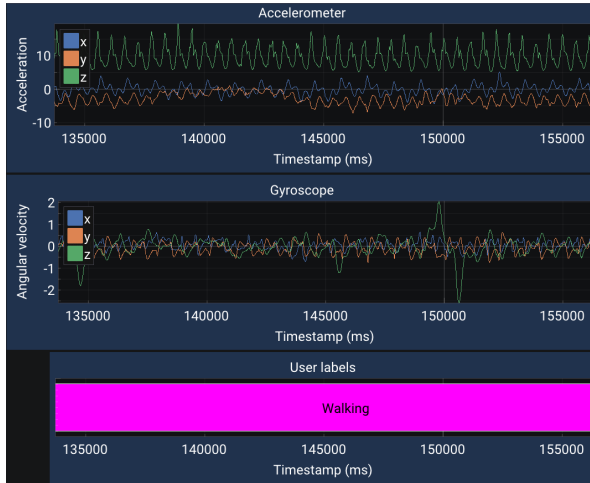 Accelerometer
Acceleration
10
0
-10
x
y
z
135000 140000 145000 150000 155000
Timestamp (ms)
Gyroscope
Angular velocity
2
1
0
-1
-2
x
y
z
135000 140000 145000 150000 155000
Timestamp (ms)
User labels
Walking
135000 140000 145000 150000 155000
Timestamp (ms)